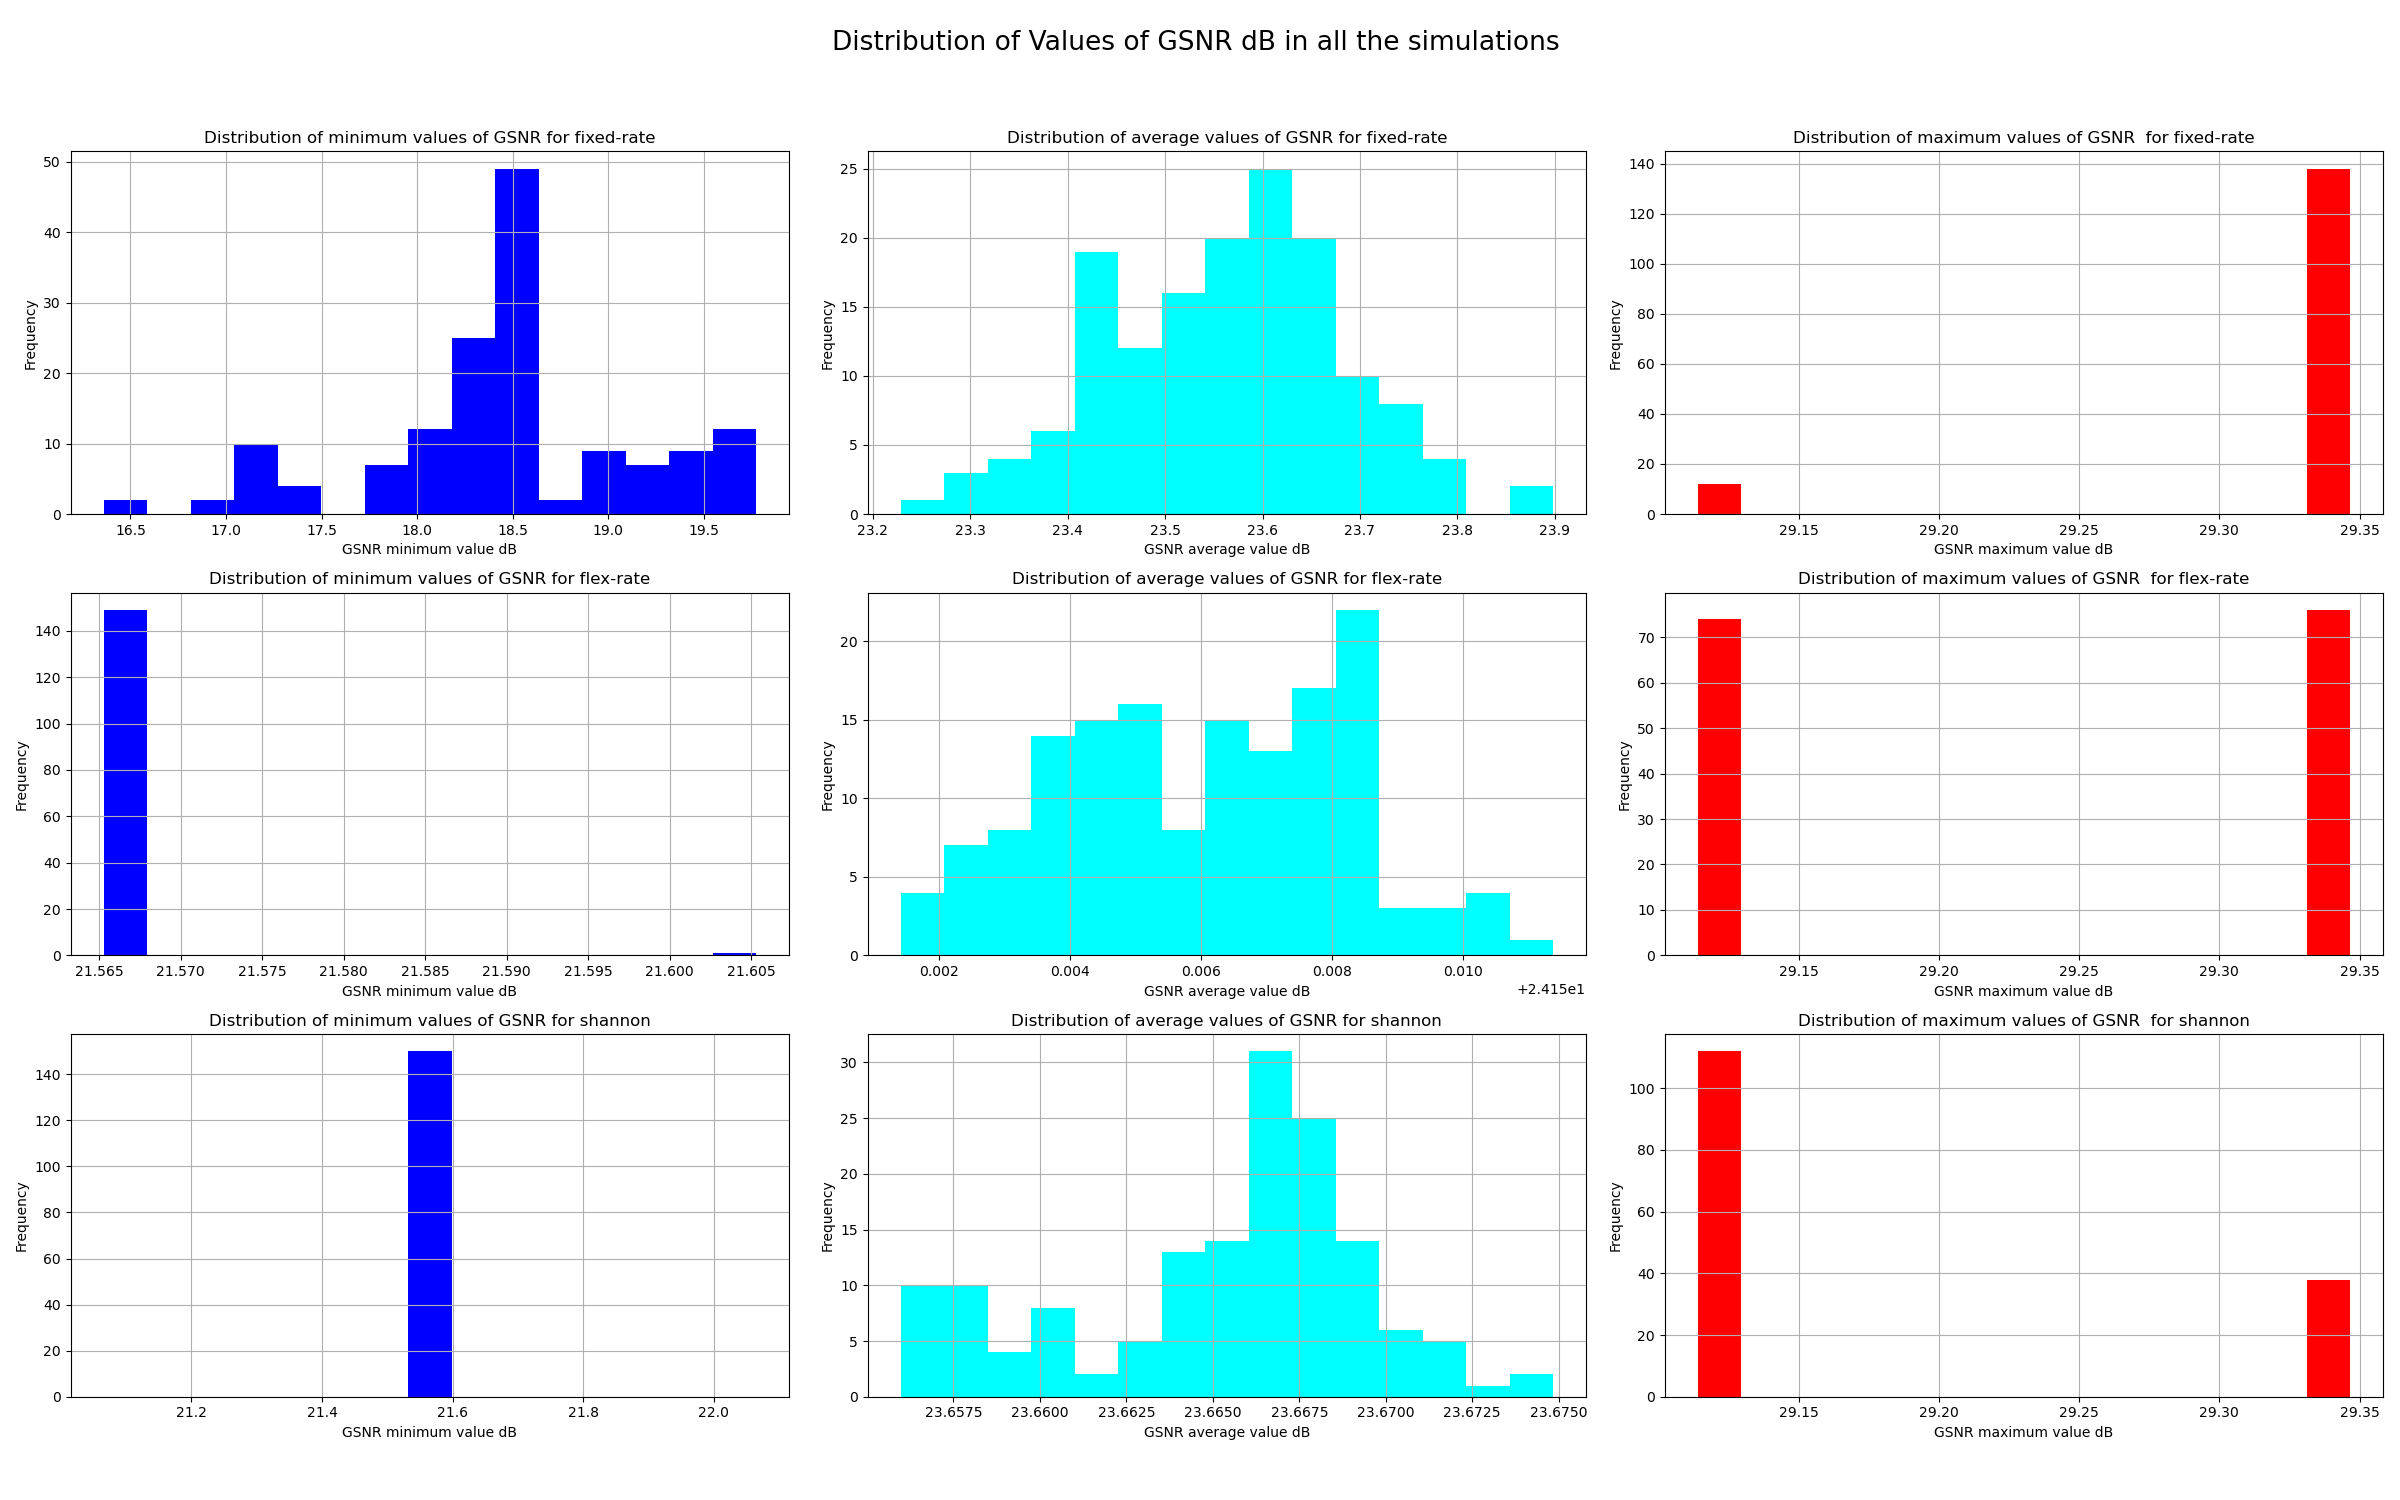 Distribution of Values of GSNR dB in all the simulations
Distribution of minimum values of GSNR for fixed-rate
Frequency
50
40
30
20
10
0
16.5 17.0 17.5 18.0 18.5 19.0 19.5
GSNR minimum value dB
Distribution of average values of GSNR for fixed-rate
Frequency
25
20
15
10
5
0
23.2 23.3 23.4 23.5 23.6 23.7 23.8 23.9
GSNR average value dB
Distribution of maximum values of GSNR  for fixed-rate
Frequency
140
120
100
80
60
40
20
0
29.15 29.20 29.25 29.30 29.35
GSNR maximum value dB
Distribution of minimum values of GSNR for flex-rate
Frequency
140
120
100
80
60
40
20
0
21.565 21.570 21.575 21.580 21.585 21.590 21.595 21.600 21.605
GSNR minimum value dB
Distribution of average values of GSNR for flex-rate
Frequency
20
15
10
5
0
0.002 0.004 0.006 0.008 0.010
+2.415e1
GSNR average value dB
Distribution of maximum values of GSNR  for flex-rate
Frequency
70
60
50
40
30
20
10
0
29.15 29.20 29.25 29.30 29.35
GSNR maximum value dB
Distribution of minimum values of GSNR for shannon
Frequency
140
120
100
80
60
40
20
0
21.2 21.4 21.6 21.8 22.0
GSNR minimum value dB
Distribution of average values of GSNR for shannon
Frequency
30
25
20
15
10
5
0
23.6575 23.6600 23.6625 23.6650 23.6675 23.6700 23.6725 23.6750
GSNR average value dB
Distribution of maximum values of GSNR  for shannon
Frequency
100
80
60
40
20
0
29.15 29.20 29.25 29.30 29.35
GSNR maximum value dB